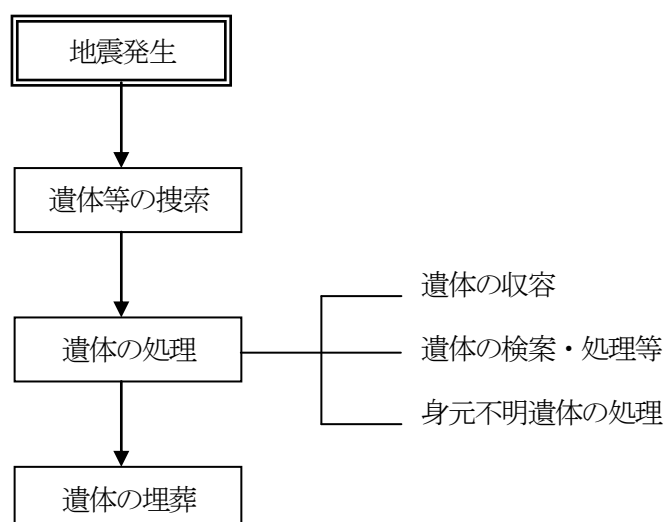 地震発生
遺体等の捜索
遺体の処理
遺体の収容
遺体の検案・処理等
身元不明遺体の処理
遺体の埋葬